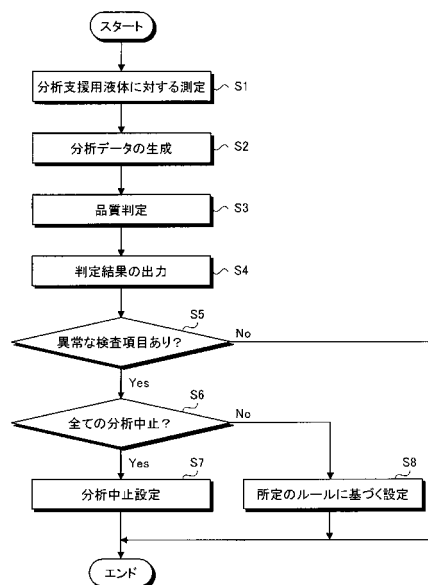 スタート
分析支援用液体に対する測定 S1
分析データの生成 S2
品質判定 S3
判定結果の出力 S4
S5
異常な検査項目あり？ No
Yes
S6
全ての分析中止？ No
Yes
S7
分析中止設定
S8
所定のルールに基づく設定
エンド